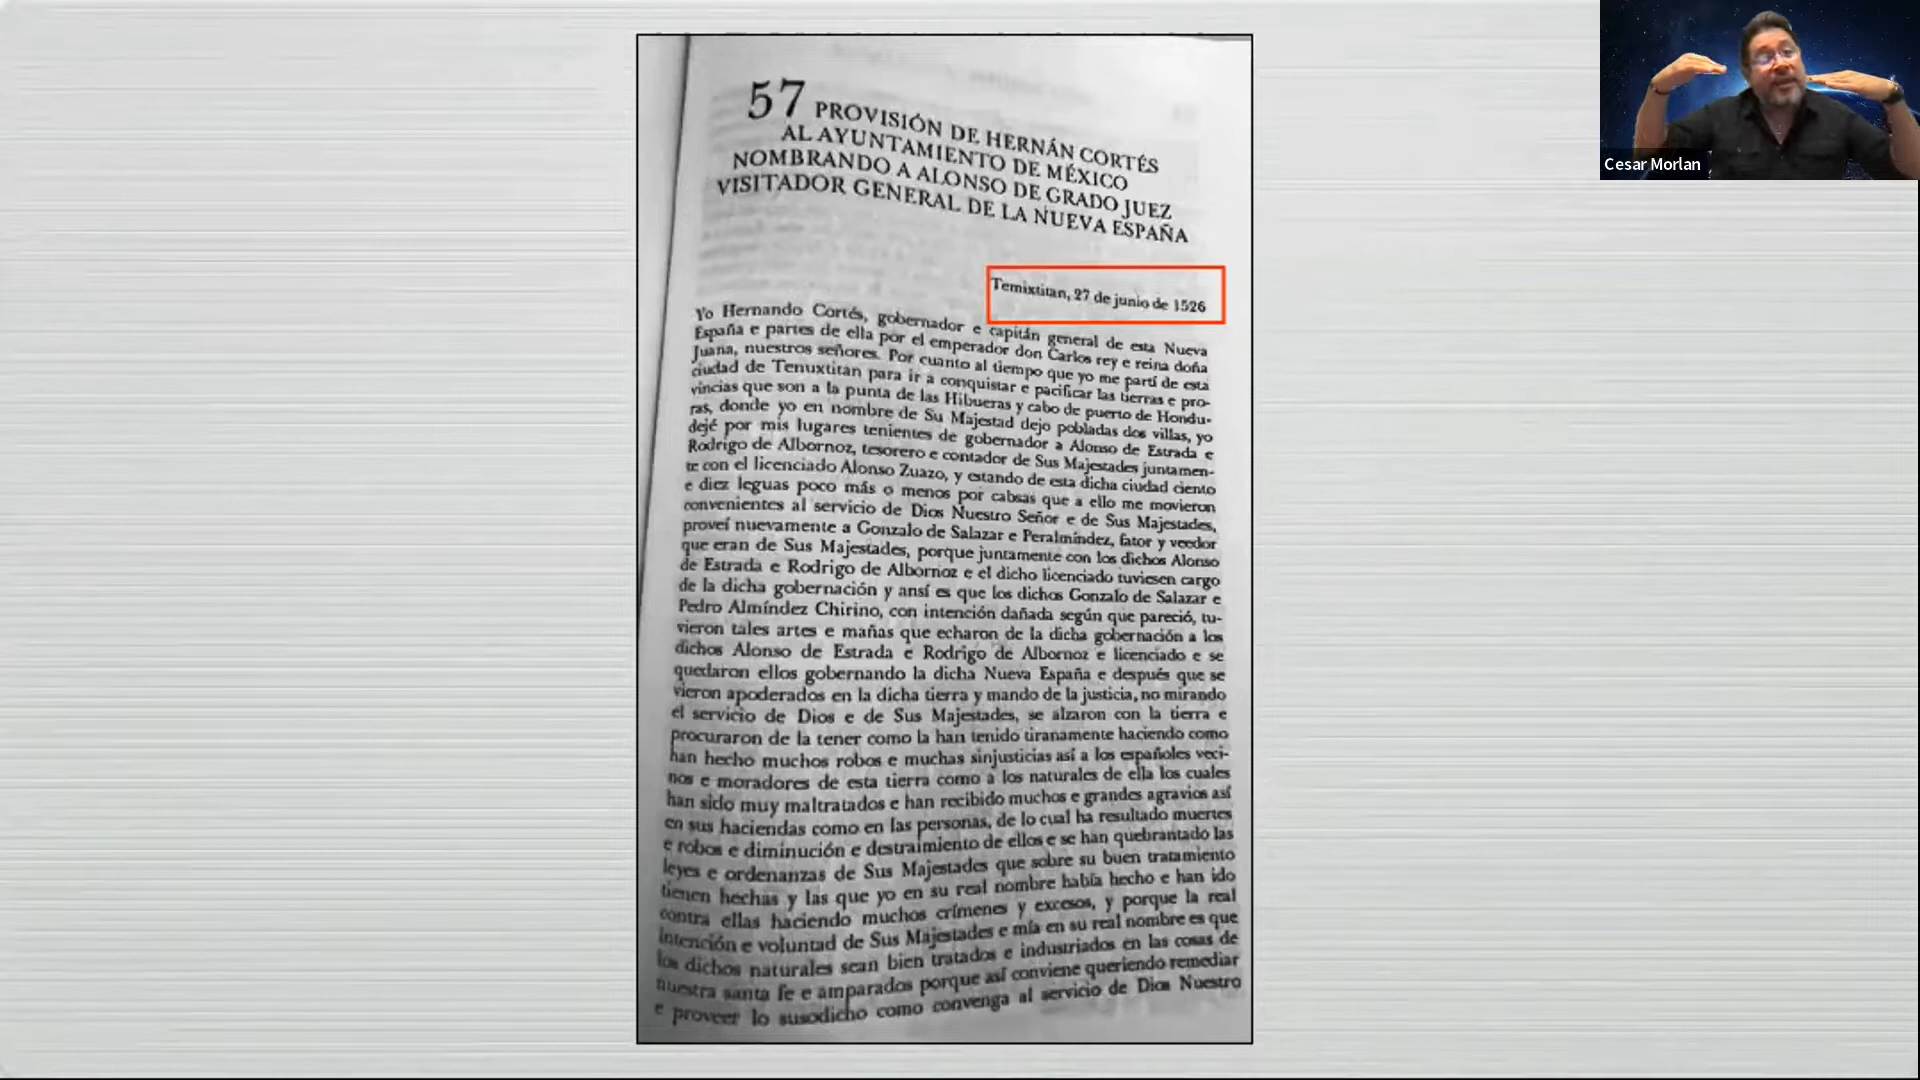 57 PROVISIÓN DE HERNÁN CORTÉS
AL AYUNTAMIENTO DE MÉXICO
NOMBRANDO A ALONSO DE GRADO JUEZ
VISITADOR GENERAL DE LA NUEVA ESPAÑA
Temixtitan, 27 de junio de 1526
Yo Hernando Cortés, gobernador e capitán general de esta Nueva
España e partes de ella por el emperador don Carlos rey e reina doña
Juana, nuestros señores. Por cuanto al tiempo que yo me partí de esta
ciudad de Tenuxtitan para ir a conquistar e pacificar las tierras e pro-
vincias que son a la punta de las Hibueras y cabo de puerto de Hondu-
ras, donde yo en nombre de Su Majestad dejo pobladas dos villas, yo
dejé por mis lugares tenientes de gobernador a Alonso de Estrada e
Rodrigo de Albornoz, tesorero e contador de Sus Majestades juntamen-
te con el licenciado Alonso Zuazo, y estando de esta dicha ciudad ciento
e diez leguas poco más o menos por cabsas que a ello me movieron
convenientes al servicio de Dios Nuestro Señor e de Sus Majestades,
proveí nuevamente a Gonzalo de Salazar e Peralmíndez, fator y veedor
que eran de Sus Majestades, porque juntamente con los dichos Alonso
de Estrada e Rodrigo de Albornoz e el dicho licenciado tuviesen cargo
de la dicha gobernación y ansí es que los dichos Gonzalo de Salazar e
Pedro Almíndez Chirino, con intención dañada según que pareció, tu-
vieron tales artes e mañas que echaron de la dicha gobernación a los
dichos Alonso de Estrada e Rodrigo de Albornoz e licenciado e se
quedaron ellos gobernando la dicha Nueva España e después que se
vieron apoderados en la dicha tierra y mando de la justicia, no mirando
el servicio de Dios e de Sus Majestades, se alzaron con la tierra e
procuraron de la tener como la han tenido tiranamente haciendo como
han hecho muchos robos e muchas sinjusticias así a los españoles veci-
nos e moradores de esta tierra como a los naturales de ella los cuales
han sido muy maltratados e han recibido muchos e grandes agravios así
en sus haciendas como en las personas, de lo cual ha resultado muertes
e robos e diminución e destraimiento de ellos e se han quebrantado las
leyes e ordenanzas de Sus Majestades que sobre su buen tratamiento
tienen hechas y las que yo en su real nombre había hecho e han ido
contra ellas haciendo muchos crímenes y excesos, y porque la real
intención e voluntad de Sus Majestades e mía en su real nombre es que
los dichos naturales sean bien tratados e industriados en las cosas de
nuestra santa fe e amparados porque así conviene queriendo remediar
e proveer lo susodicho como convenga al servicio de Dios Nuestro
Cesar Morlan